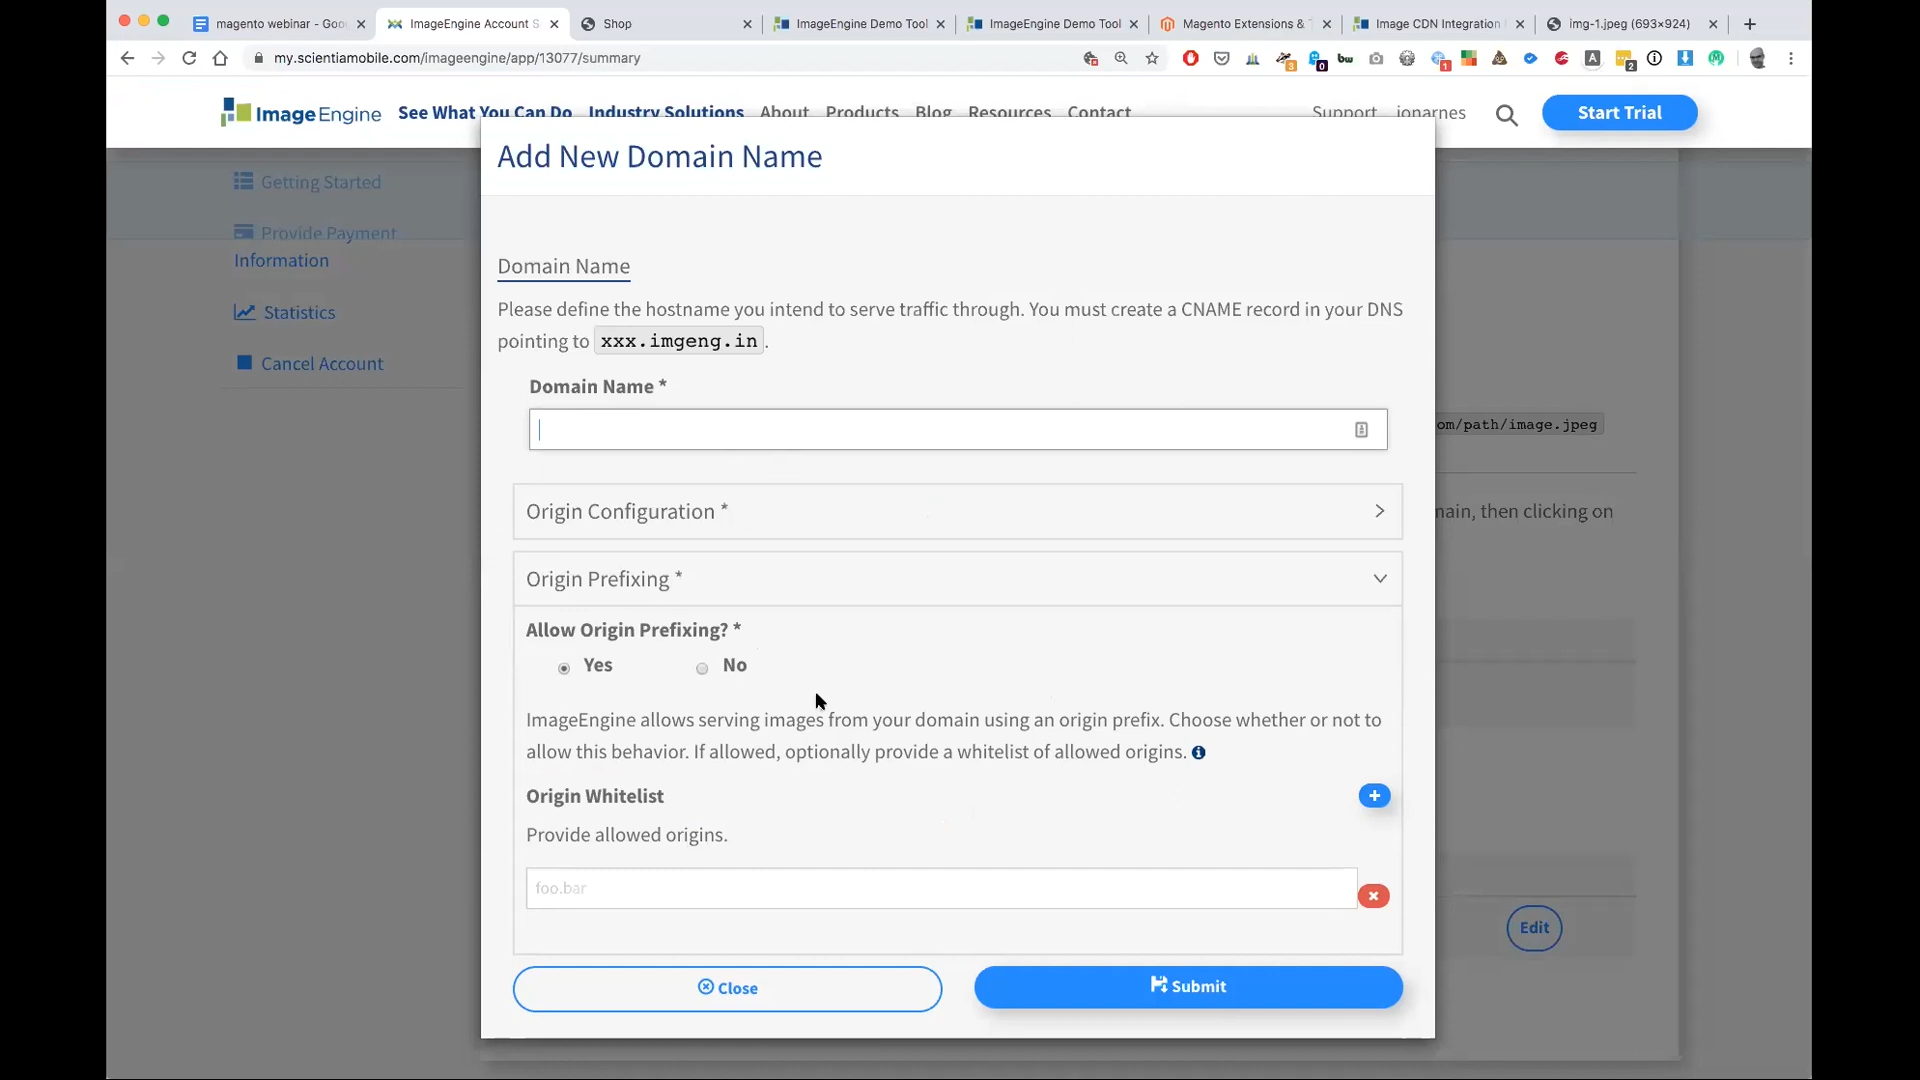 magento webinar - Goo
ImageEngine Account S
Shop
ImageEngine Demo Tool
ImageEngine Demo Tool
Magento Extensions &
Image CDN Integration
img-1.jpeg (693×924)
my.scientiamobile.com/imageengine/app/13077/summary
ImageEngine
See What You Can Do
Industry Solutions
About
Products
Blog
Resources
Contact
Support
jonarnes
Start Trial
Getting Started
Provide Payment
Information
Statistics
Cancel Account
Add New Domain Name
Domain Name
Please define the hostname you intend to serve traffic through. You must create a CNAME record in your DNS
pointing to xxx.imgeng.in.
Domain Name *
om/path/image.jpeg
Origin Configuration *
main, then clicking on
Origin Prefixing *
Allow Origin Prefixing? *
Yes No
ImageEngine allows serving images from your domain using an origin prefix. Choose whether or not to
allow this behavior. If allowed, optionally provide a whitelist of allowed origins.
Origin Whitelist
Provide allowed origins.
foo.bar
Edit
Close
Submit